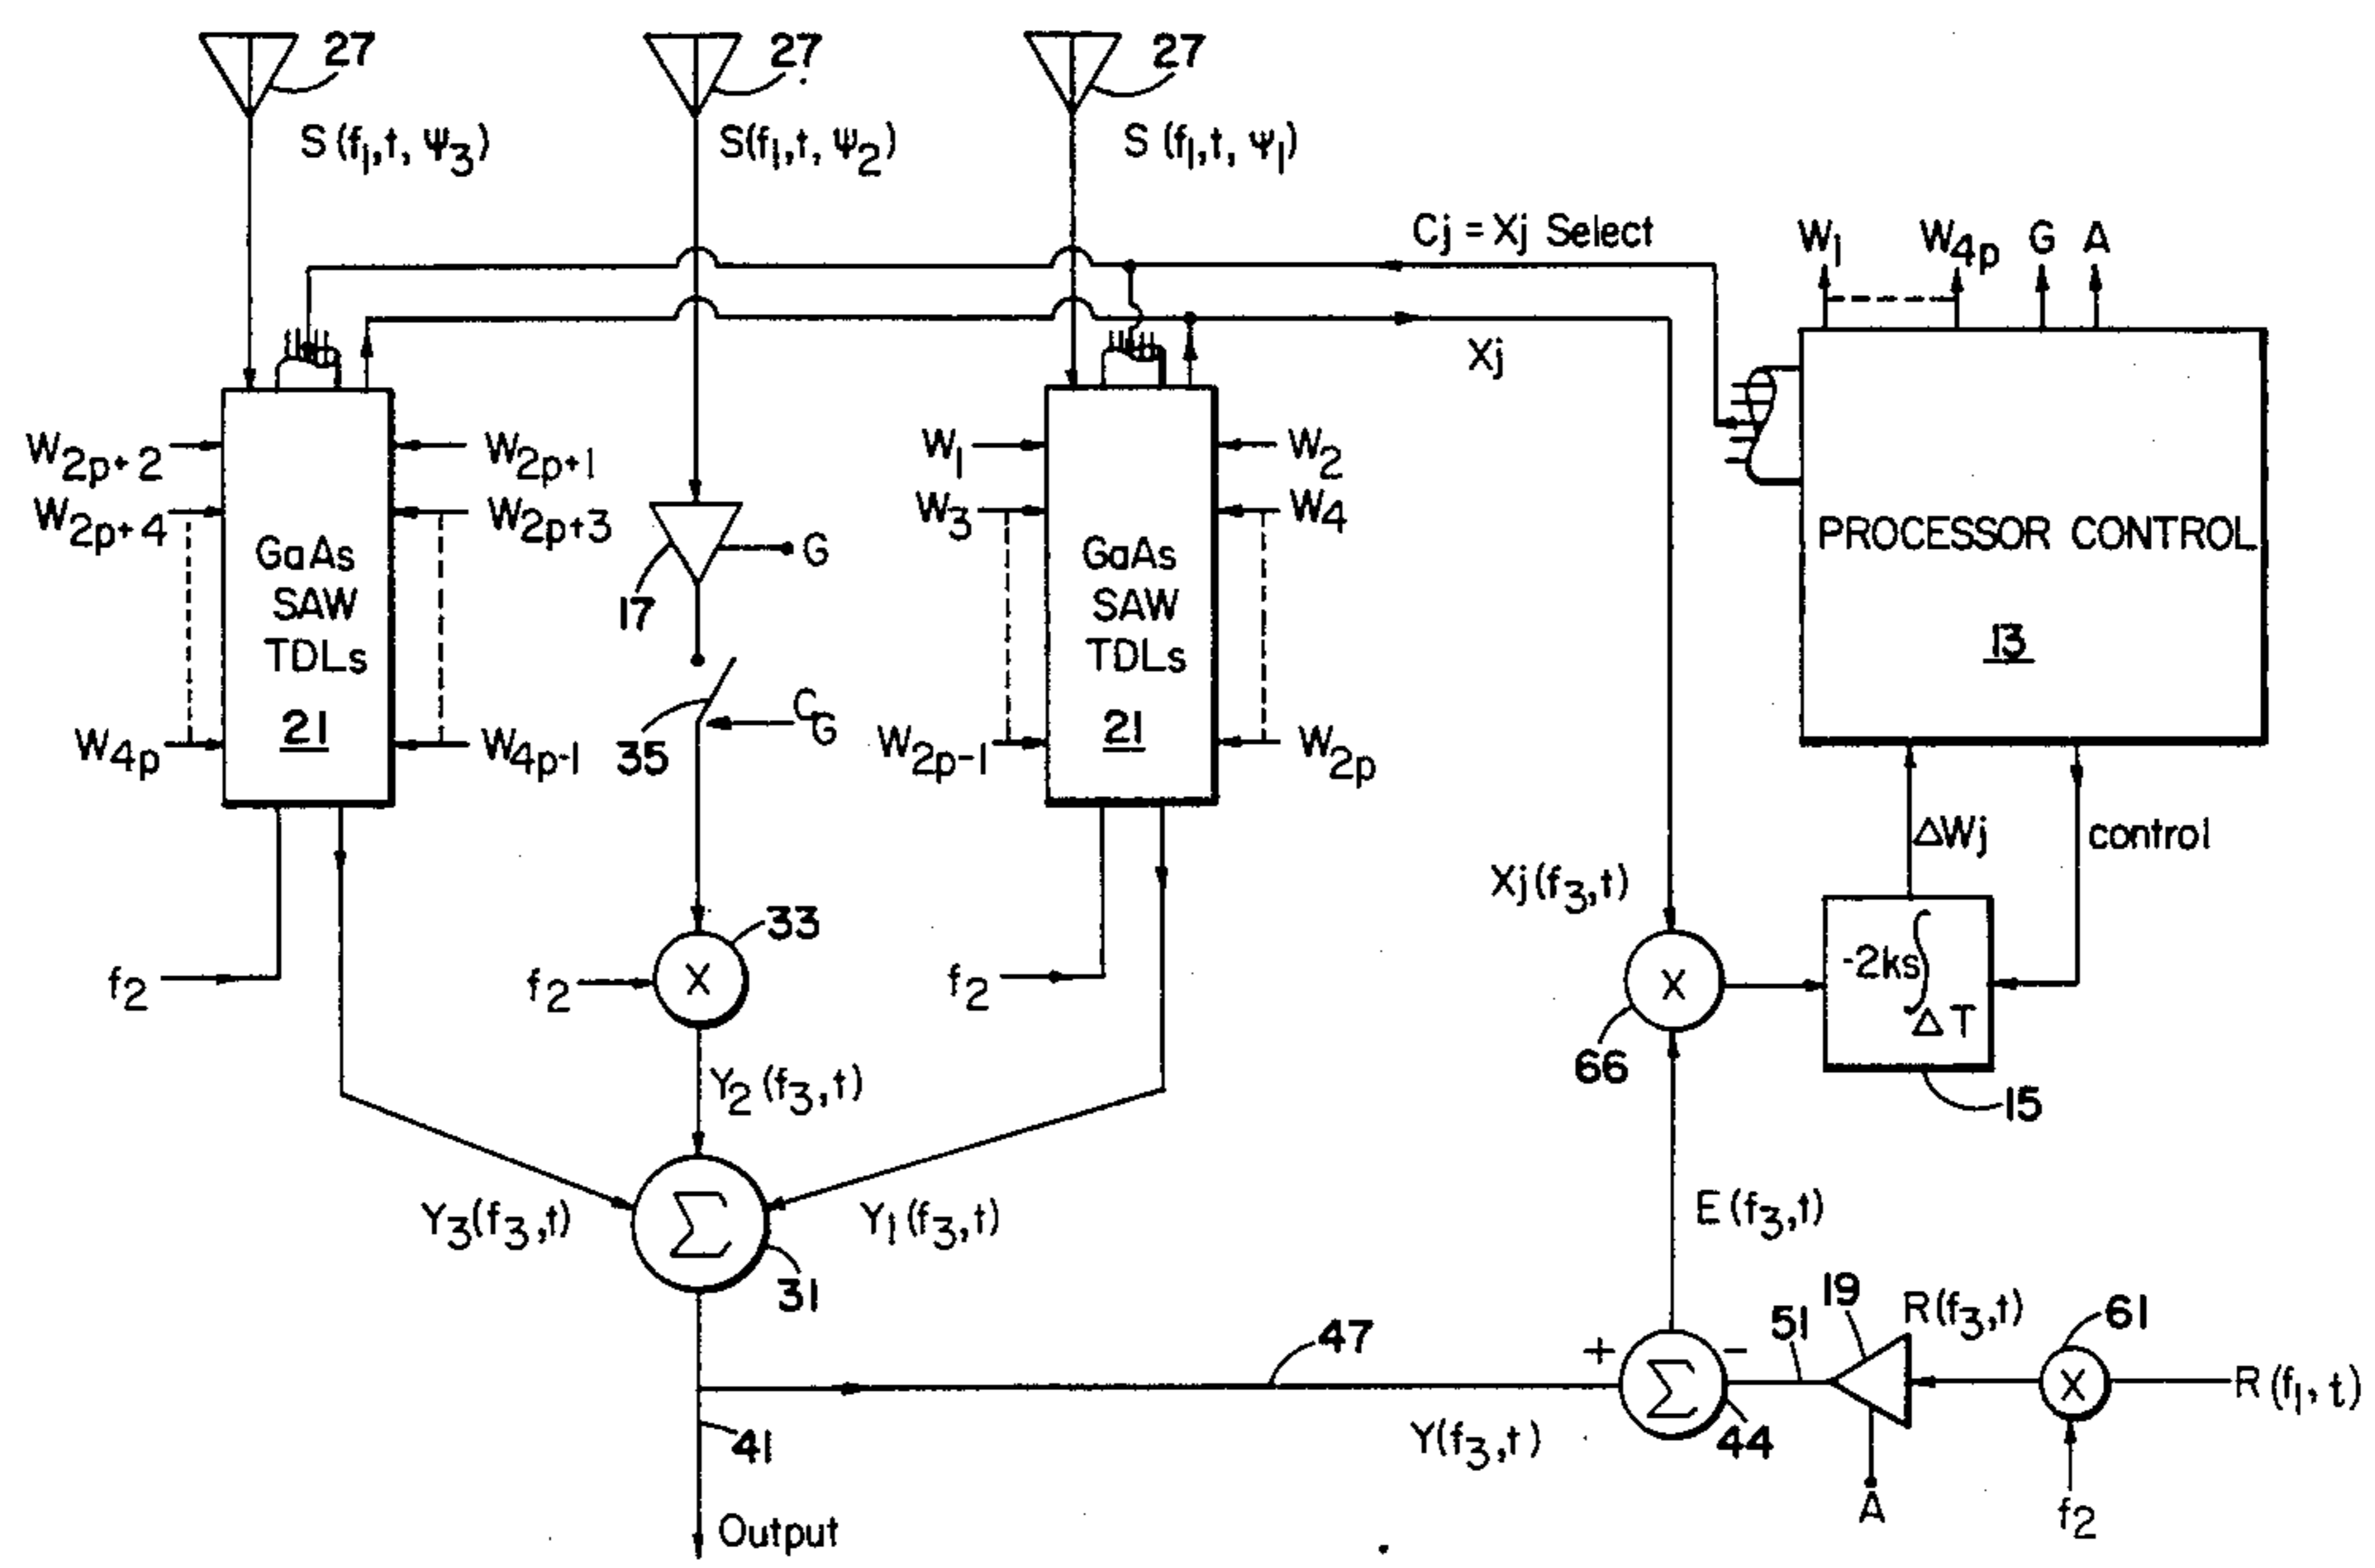 27 27 27
S(f₁,t, ψ₃) S(f₁,t, ψ₂) S(f₁,t, ψ₁)
Cj = Xj Select
W₁ W₄ₚ G A
Xj
W₂ₚ₊₂ W₂ₚ₊₁ W₁ W₂
W₂ₚ₊₄ W₂ₚ₊₃ W₃ W₄
GaAs
SAW
TDLs
21
G
17
C_G
35
GaAs
SAW
TDLs
21
PROCESSOR CONTROL
13
W₄ₚ W₄ₚ₋₁ W₂ₚ₋₁ W₂ₚ
ΔWj control
Xj(f₃,t)
33
f₂ f₂ X f₂
X
-2ks∫
ΔT
66
15
Y₂(f₃,t)
Y₃(f₃,t) Σ Y₁(f₃,t)
31
E(f₃,t)
47
+ Σ −
44
51 19 R(f₃,t) 61
X R(f₁,t)
Y(f₃,t)
A f₂
41
Output